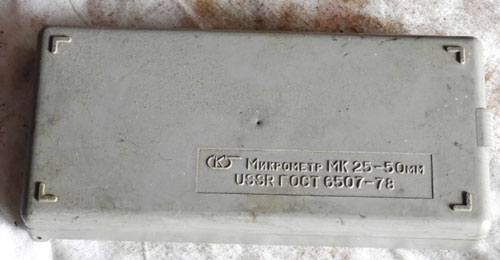 Микрометр МК 25-50мм
USSR ГОСТ 6507-78